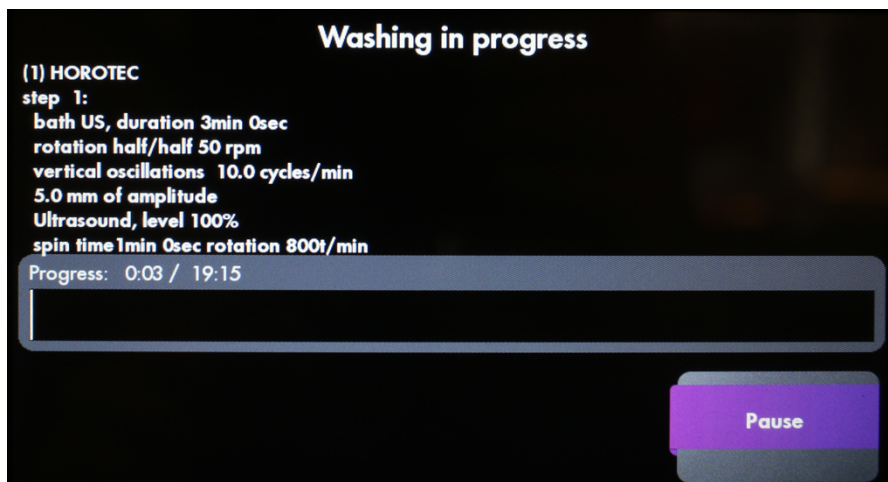 Washing in progress
(1) HOROTEC
step 1:
bath US, duration 3min 0sec
rotation half/half 50 rpm
vertical oscillations 10.0 cycles/min
5.0 mm of amplitude
Ultrasound, level 100%
spin time1min 0sec rotation 800t/min
Progress: 0:03 / 19:15
Pause